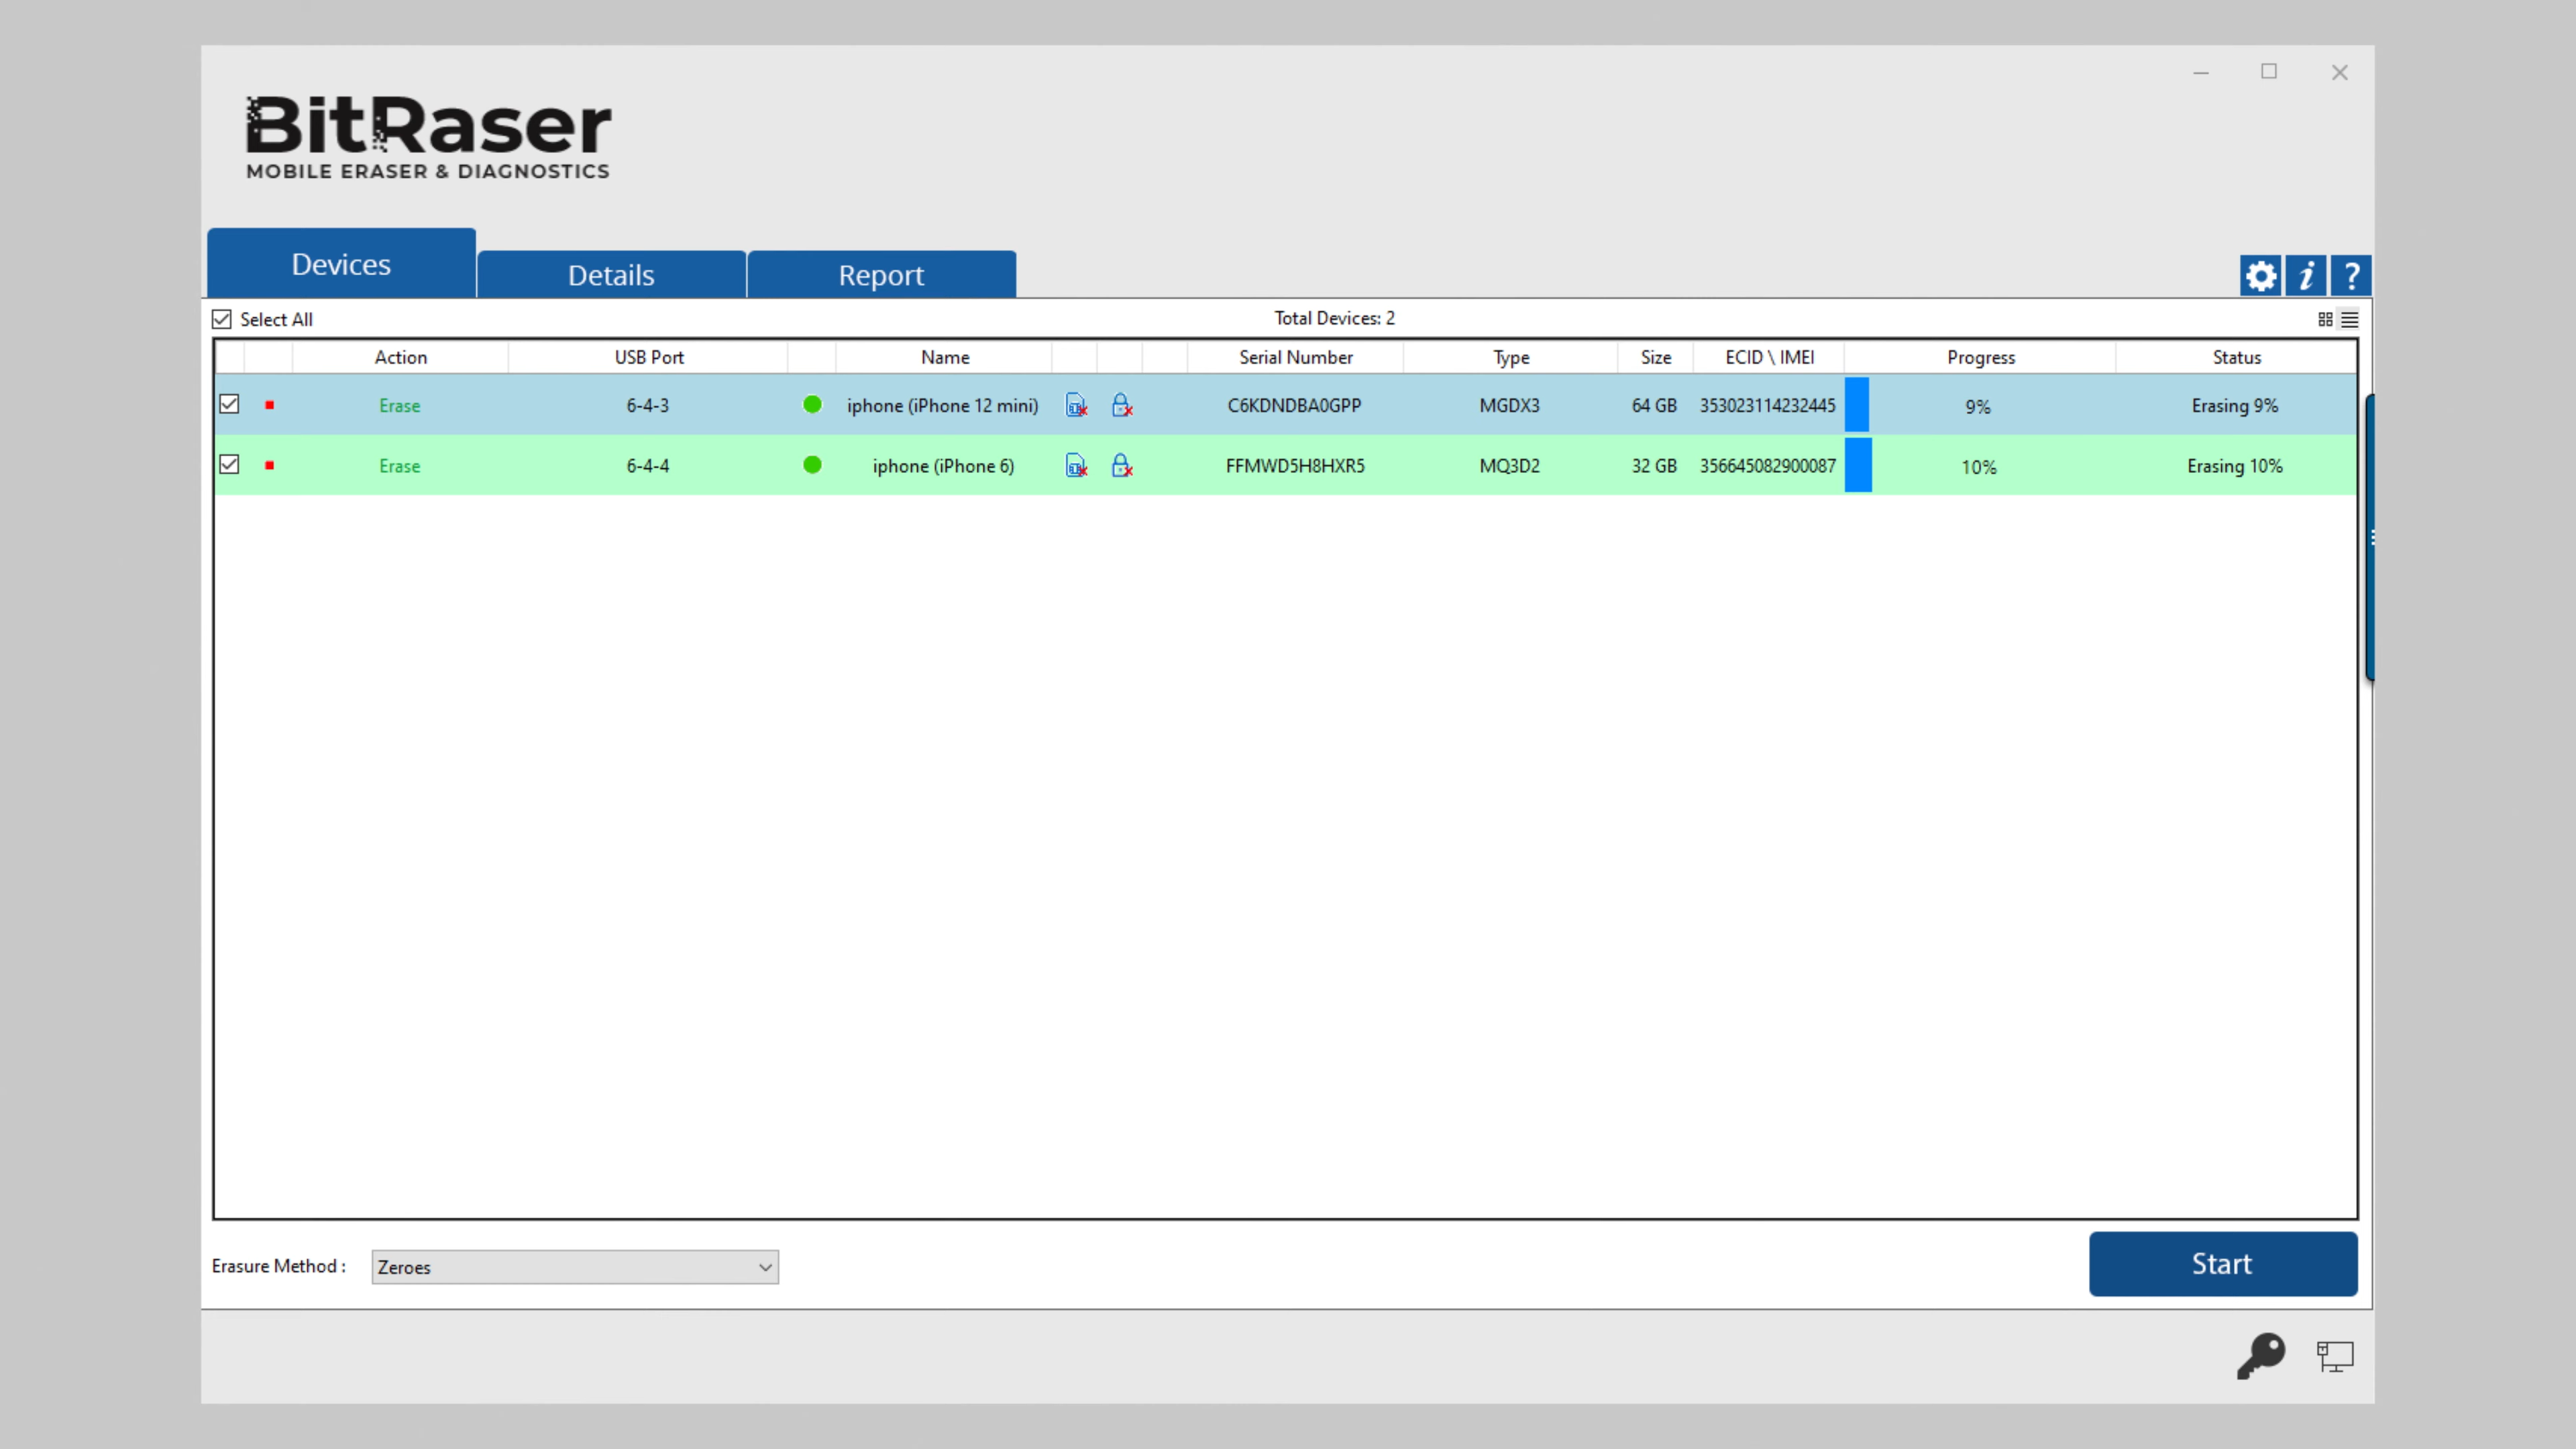 BitRaser
MOBILE ERASER & DIAGNOSTICS
Devices
Details
Report
Select All
Total Devices: 2
Action USB Port Name Serial Number Type Size ECID \ IMEI Progress Status
Erase 6-4-3 iphone (iPhone 12 mini) C6KDNDBA0GPP MGDX3 64 GB 353023114232445 9% Erasing 9%
Erase 6-4-4 iphone (iPhone 6) FFMWD5H8HXR5 MQ3D2 32 GB 356645082900087 10% Erasing 10%
Erasure Method : Zeroes
Start